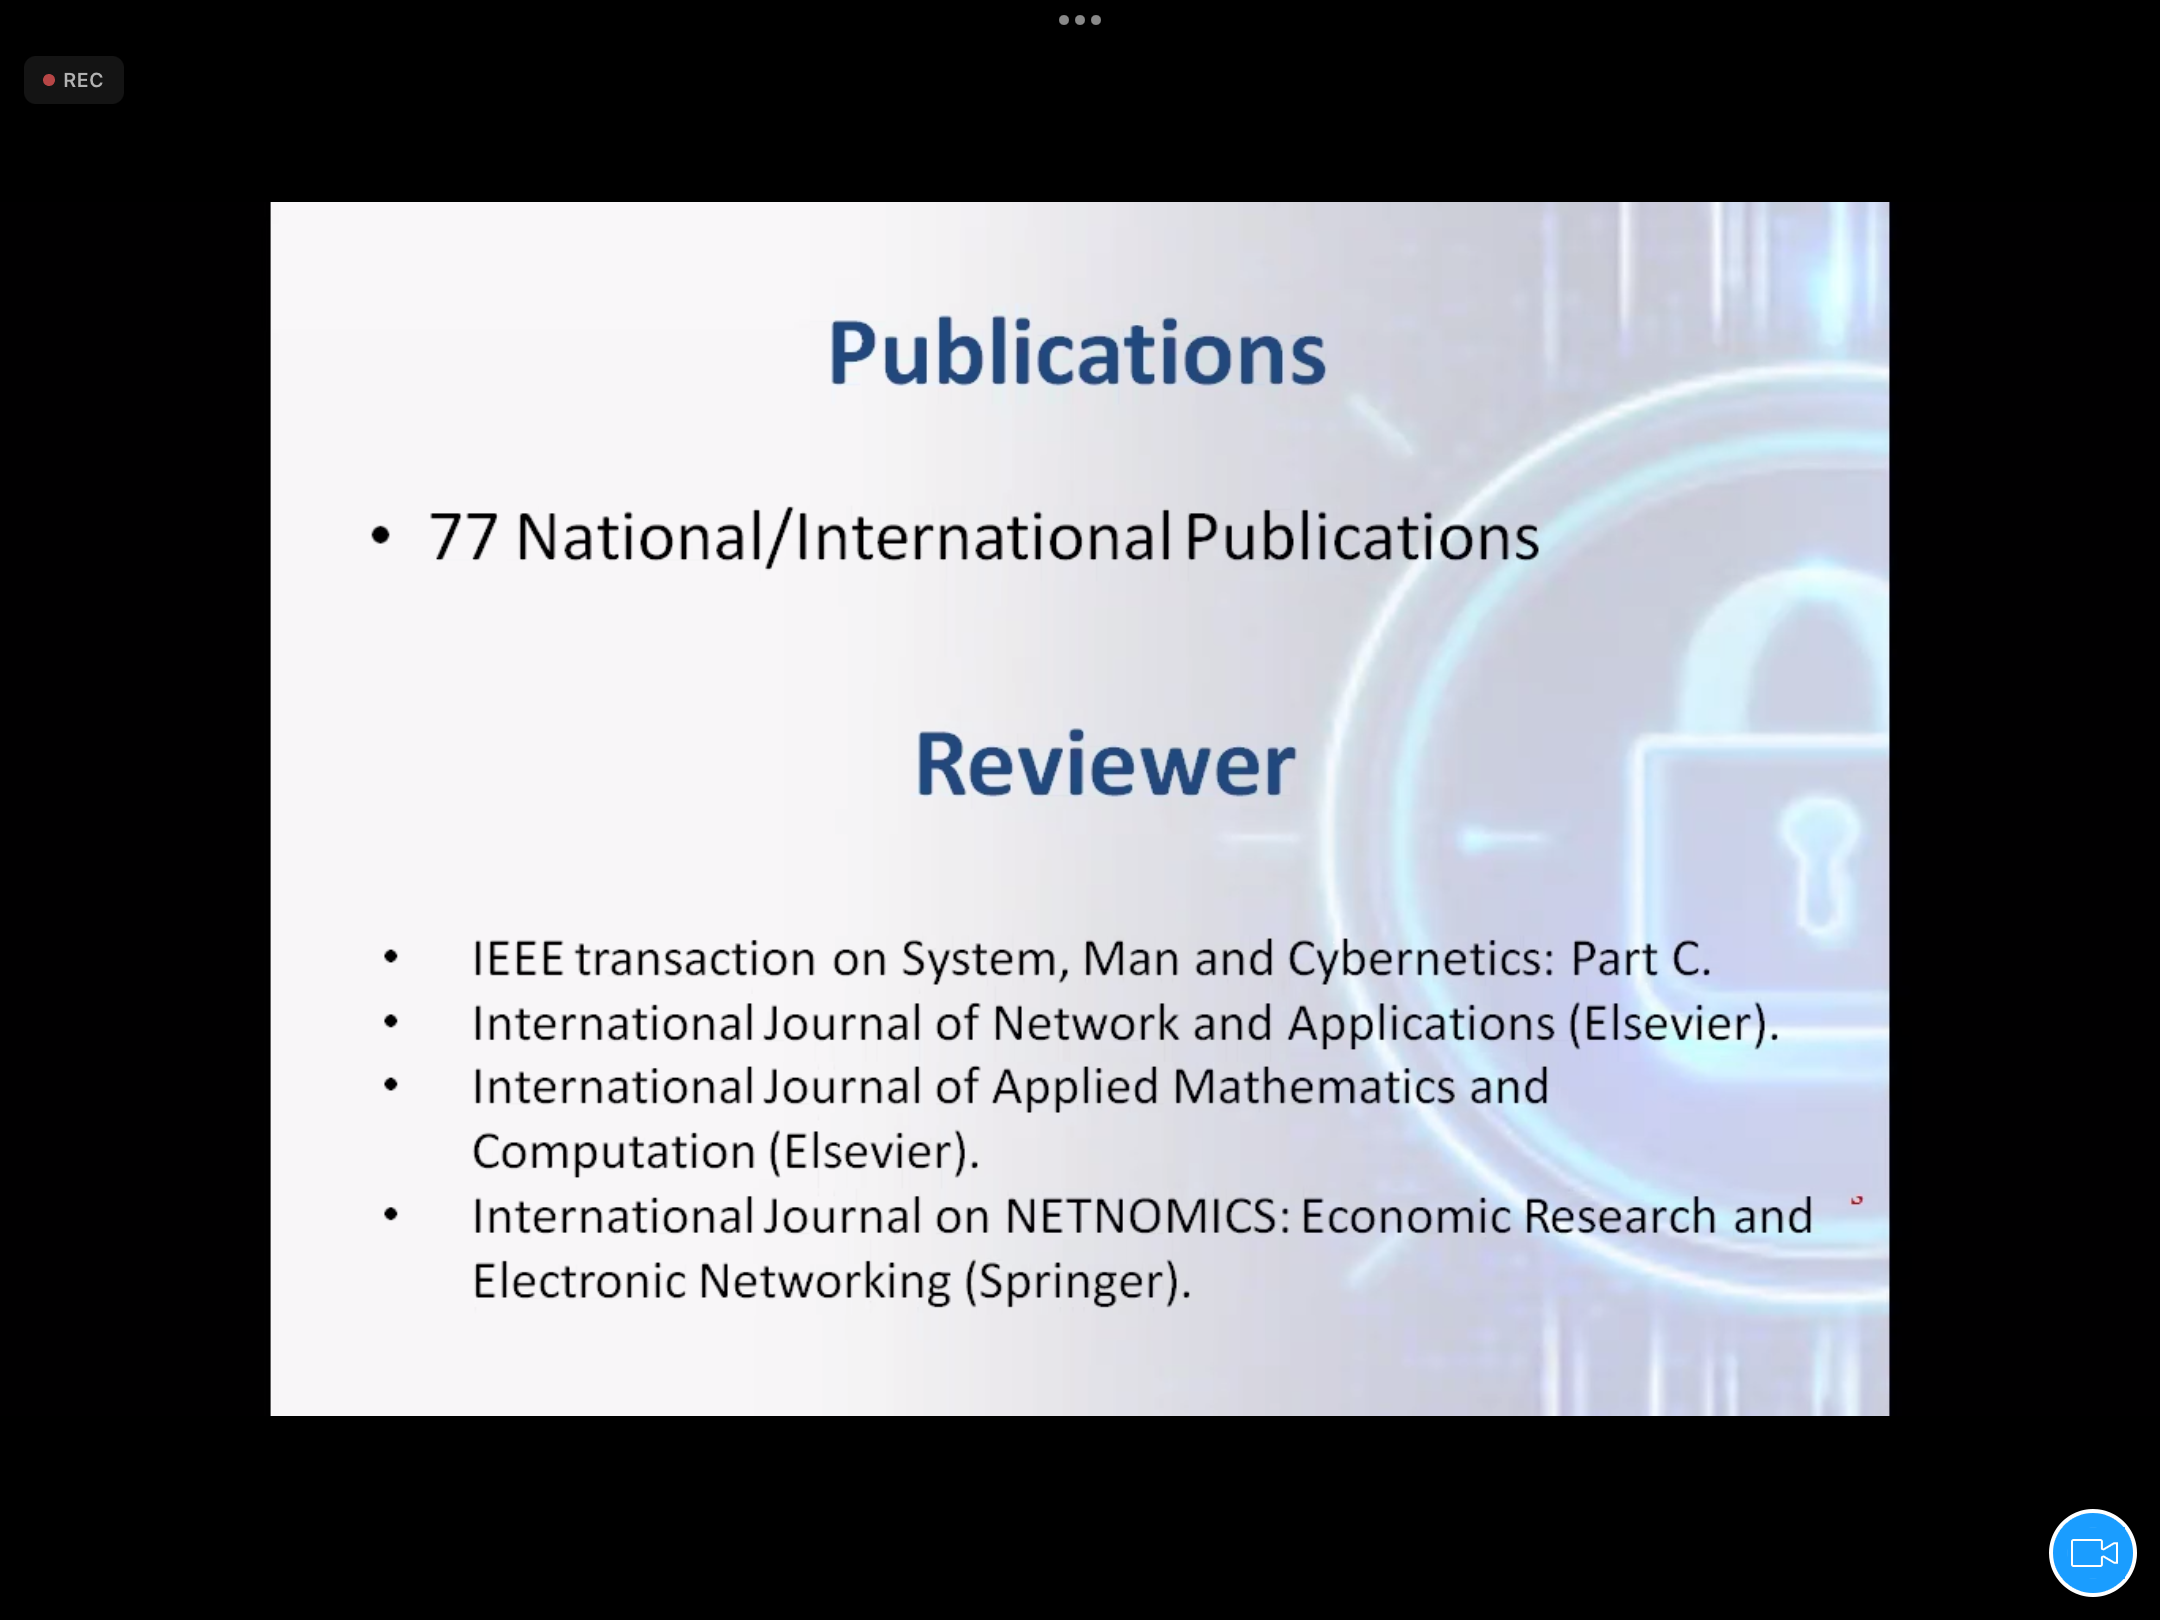 REC
Publications
• 77 National/International Publications
Reviewer
• IEEE transaction on System, Man and Cybernetics: Part C.
• International Journal of Network and Applications (Elsevier).
• International Journal of Applied Mathematics and
Computation (Elsevier).
• International Journal on NETNOMICS: Economic Research and
Electronic Networking (Springer).